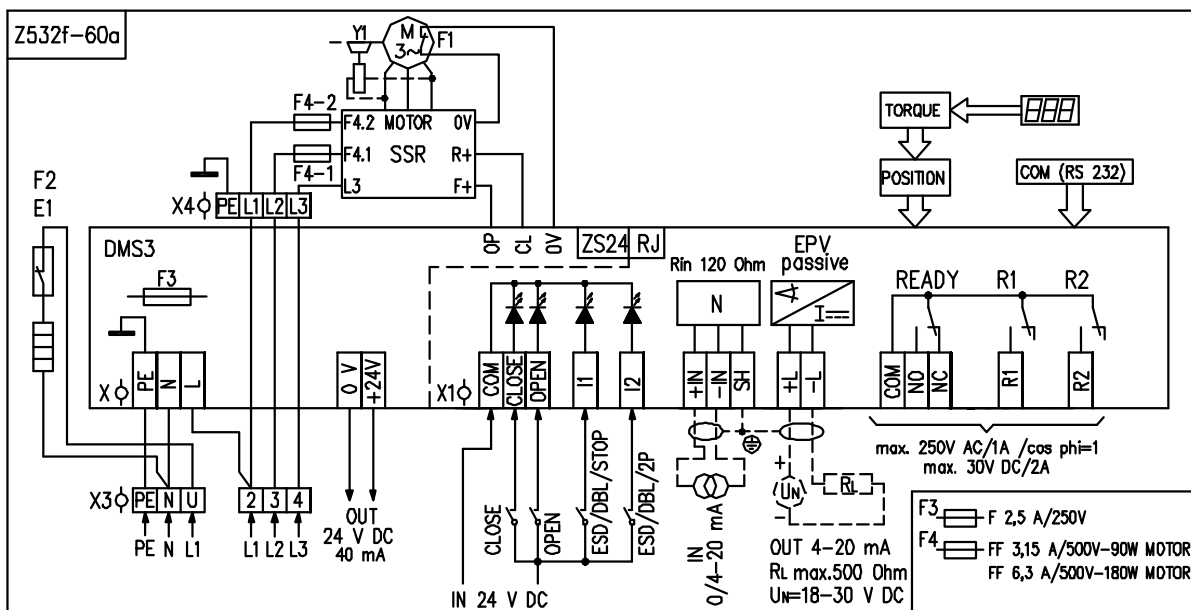 Z532f-60a
Y1
M
3~
F1
F4-2
F4.2 MOTOR 0V
F4.1 SSR R+
F4-1
L3 F+
TORQUE
POSITION
COM (RS 232)
F2
E1
X4
PE L1 L2 L3
DMS3
F3
OP
CL
0V
ZS24 RJ
Rin 120 Ohm
N
EPV
passive
I
READY R1 R2
X
PE
N
L
0 V
+24V
X1
COM
CLOSE
OPEN
I1
I2
+IN
-IN
SH
+L
-L
COM
NO
NC
R1
R2
max. 250V AC/1A /cos phi=1
max. 30V DC/2A
X3
PE N U
2 3 4
PE N L1
L1 L2 L3
OUT
24 V DC
40 mA
CLOSE
OPEN
ESD/DBL/STOP
ESD/DBL/2P
IN 24 V DC
IN
0/4-20 mA
+
UN
-
RL
OUT 4-20 mA
RL max.500 Ohm
UN=18-30 V DC
F3 F 2,5 A/250V
F4 FF 3,15 A/500V-90W MOTOR
FF 6,3 A/500V-180W MOTOR